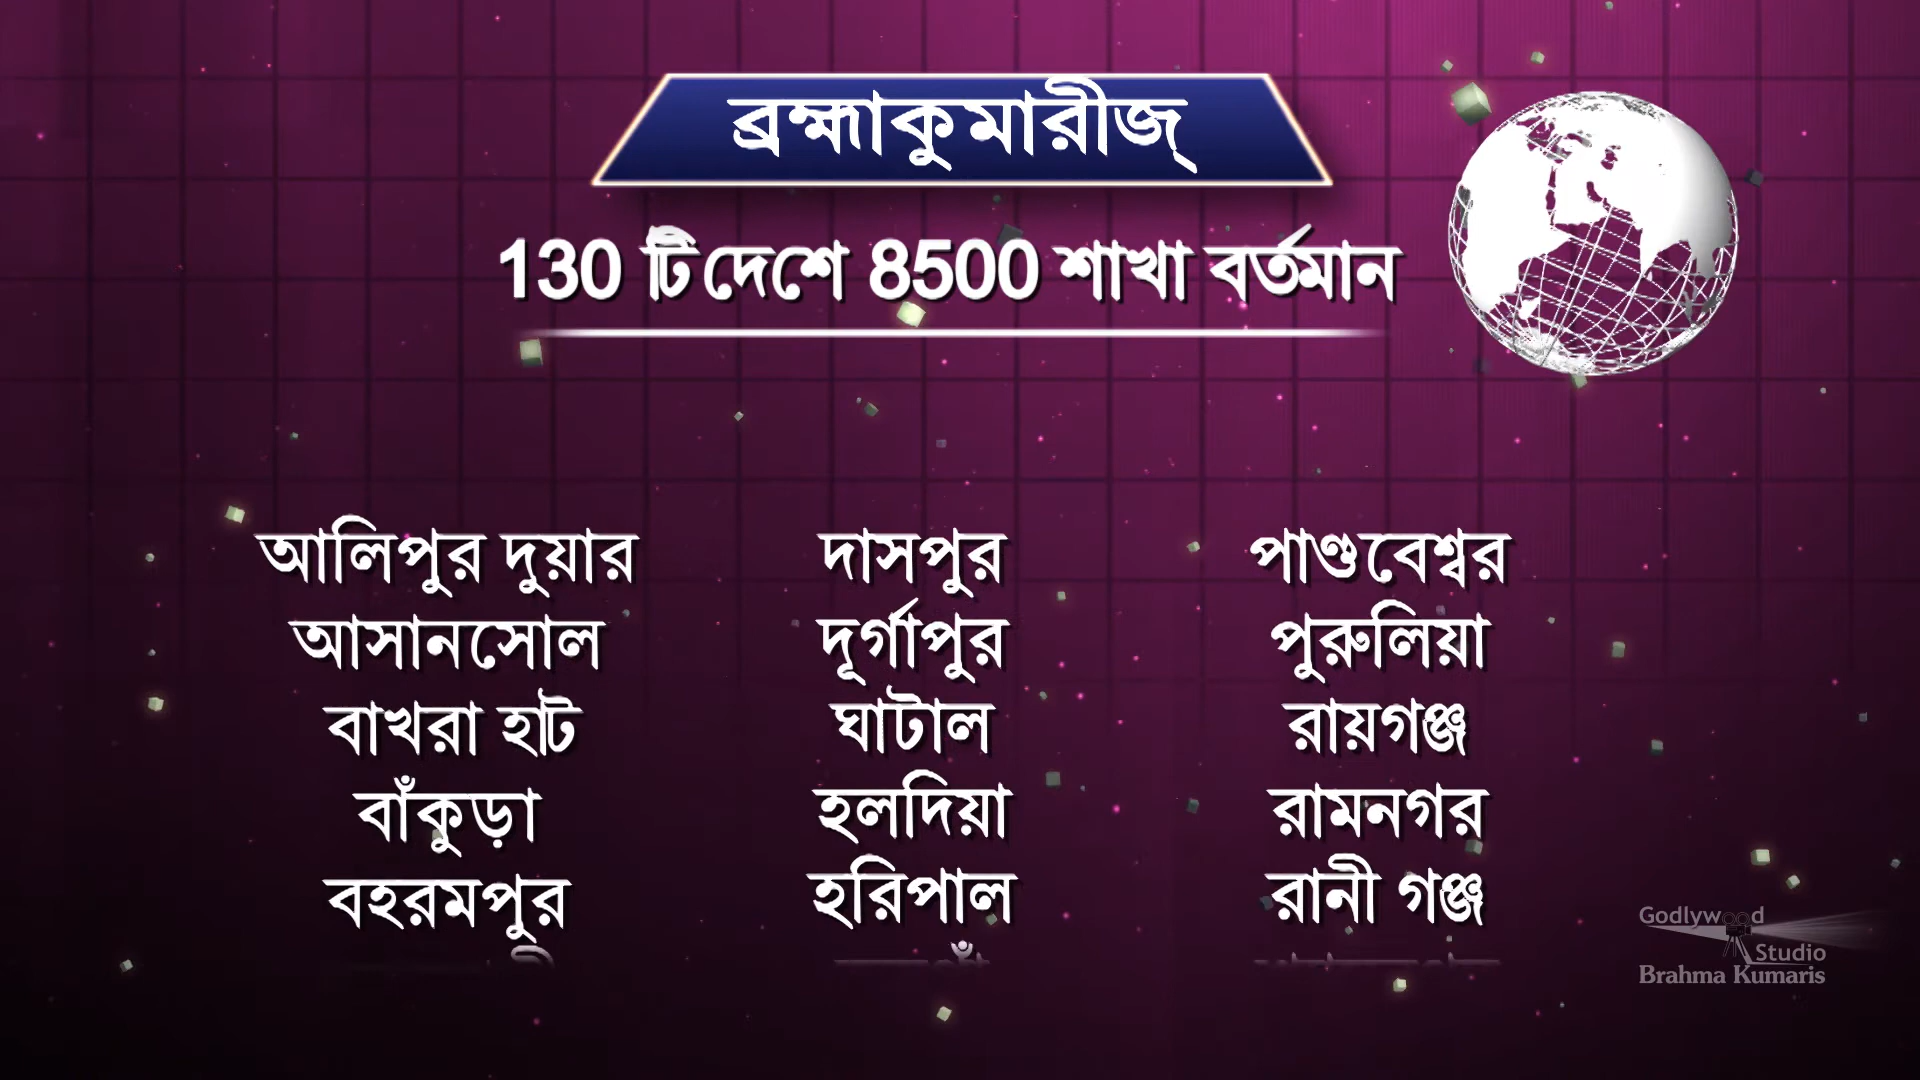 ব্রহ্মাকুমারীজ্
130 টি দেশে 8500 শাখা বর্তমান
আলিপুর দুয়ার
আসানসোল
বাখরা হাট
বাঁকুড়া
বহরমপুর
দাসপুর
দূর্গাপুর
ঘাটাল
হলদিয়া
হরিপাল
পাণ্ডবেশ্বর
পুরুলিয়া
রায়গঞ্জ
রামনগর
রানী গঞ্জ
Godlywood
Studio
Brahma Kumaris